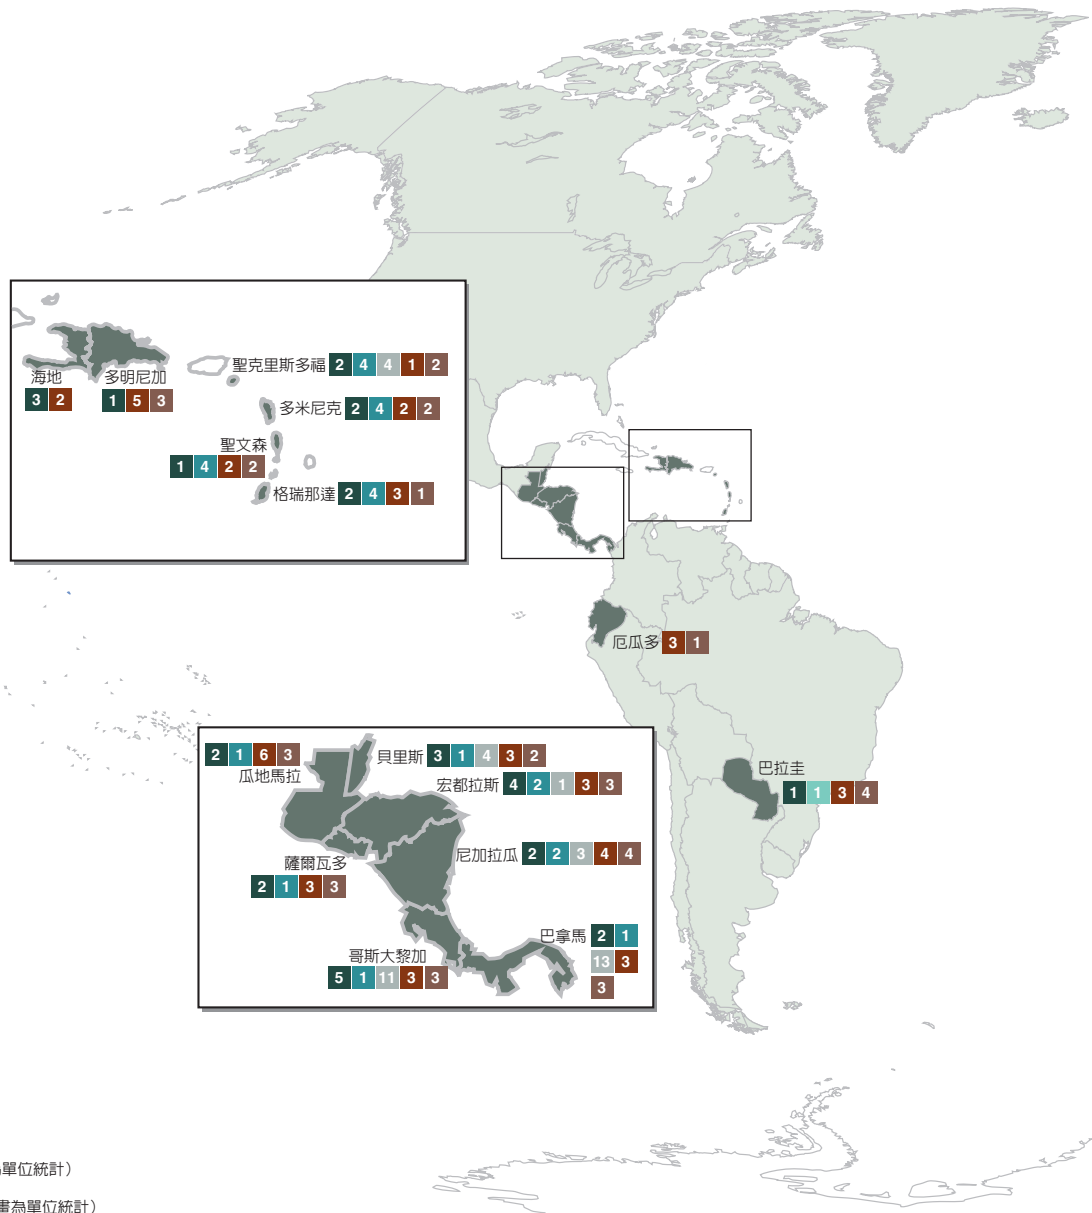 聖克里斯多福 2 4 4 1 2
海地
3 2
多明尼加
1 5 3
多米尼克 2 4 2 2
聖文森
1 4 2 2
格瑞那達 2 4 3 1
厄瓜多 3 1
2 1 6 3
瓜地馬拉
貝里斯 3 1 4 3 2
宏都拉斯 4 2 1 3 3
巴拉圭
1 1 3 4
尼加拉瓜 2 2 3 4 4
薩爾瓦多
2 1 3 3
巴拿馬 2 1
13 3
3
哥斯大黎加
5 1 11 3 3
單位統計）
畫為單位統計）